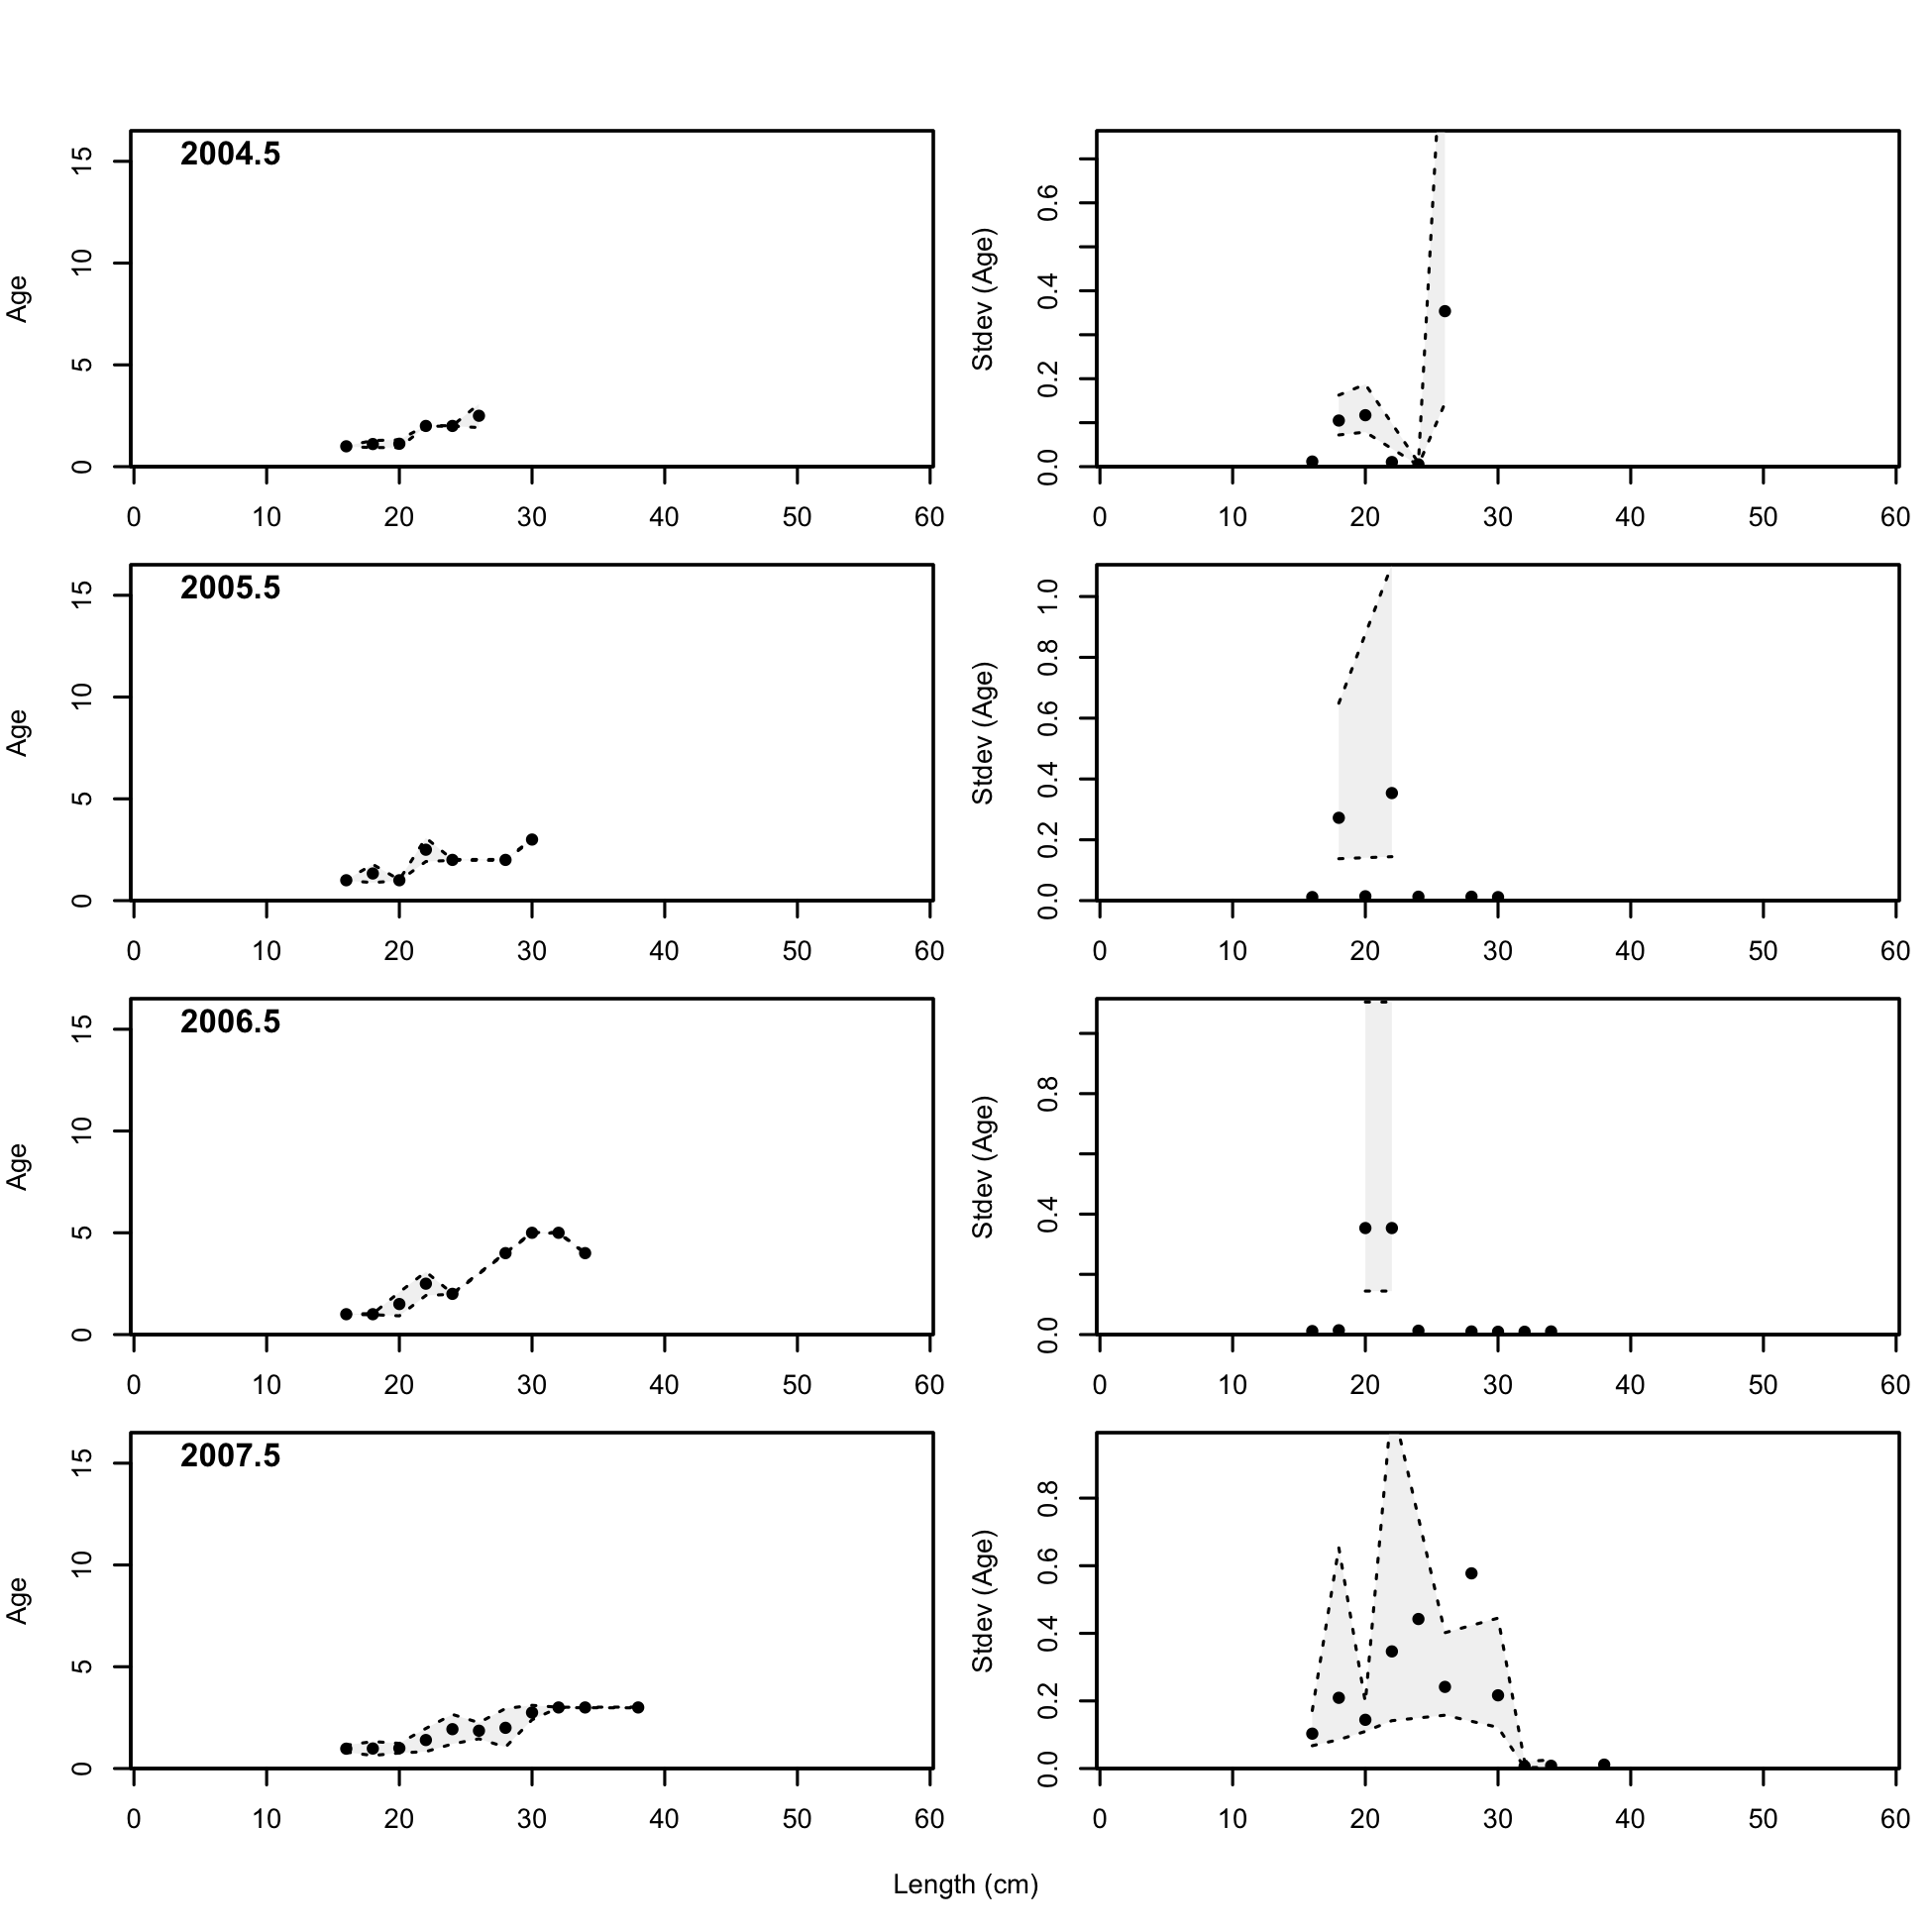 2004.5
Age
0 5 10 15
0 10 20 30 40 50 60
Stdev (Age)
0.0 0.2 0.4 0.6
0 10 20 30 40 50 60
2005.5
Age
0 5 10 15
0 10 20 30 40 50 60
Stdev (Age)
0.0 0.2 0.4 0.6 0.8 1.0
0 10 20 30 40 50 60
2006.5
Age
0 5 10 15
0 10 20 30 40 50 60
Stdev (Age)
0.0 0.4 0.8
0 10 20 30 40 50 60
2007.5
Age
0 5 10 15
0 10 20 30 40 50 60
Stdev (Age)
0.0 0.2 0.4 0.6 0.8
0 10 20 30 40 50 60
Length (cm)